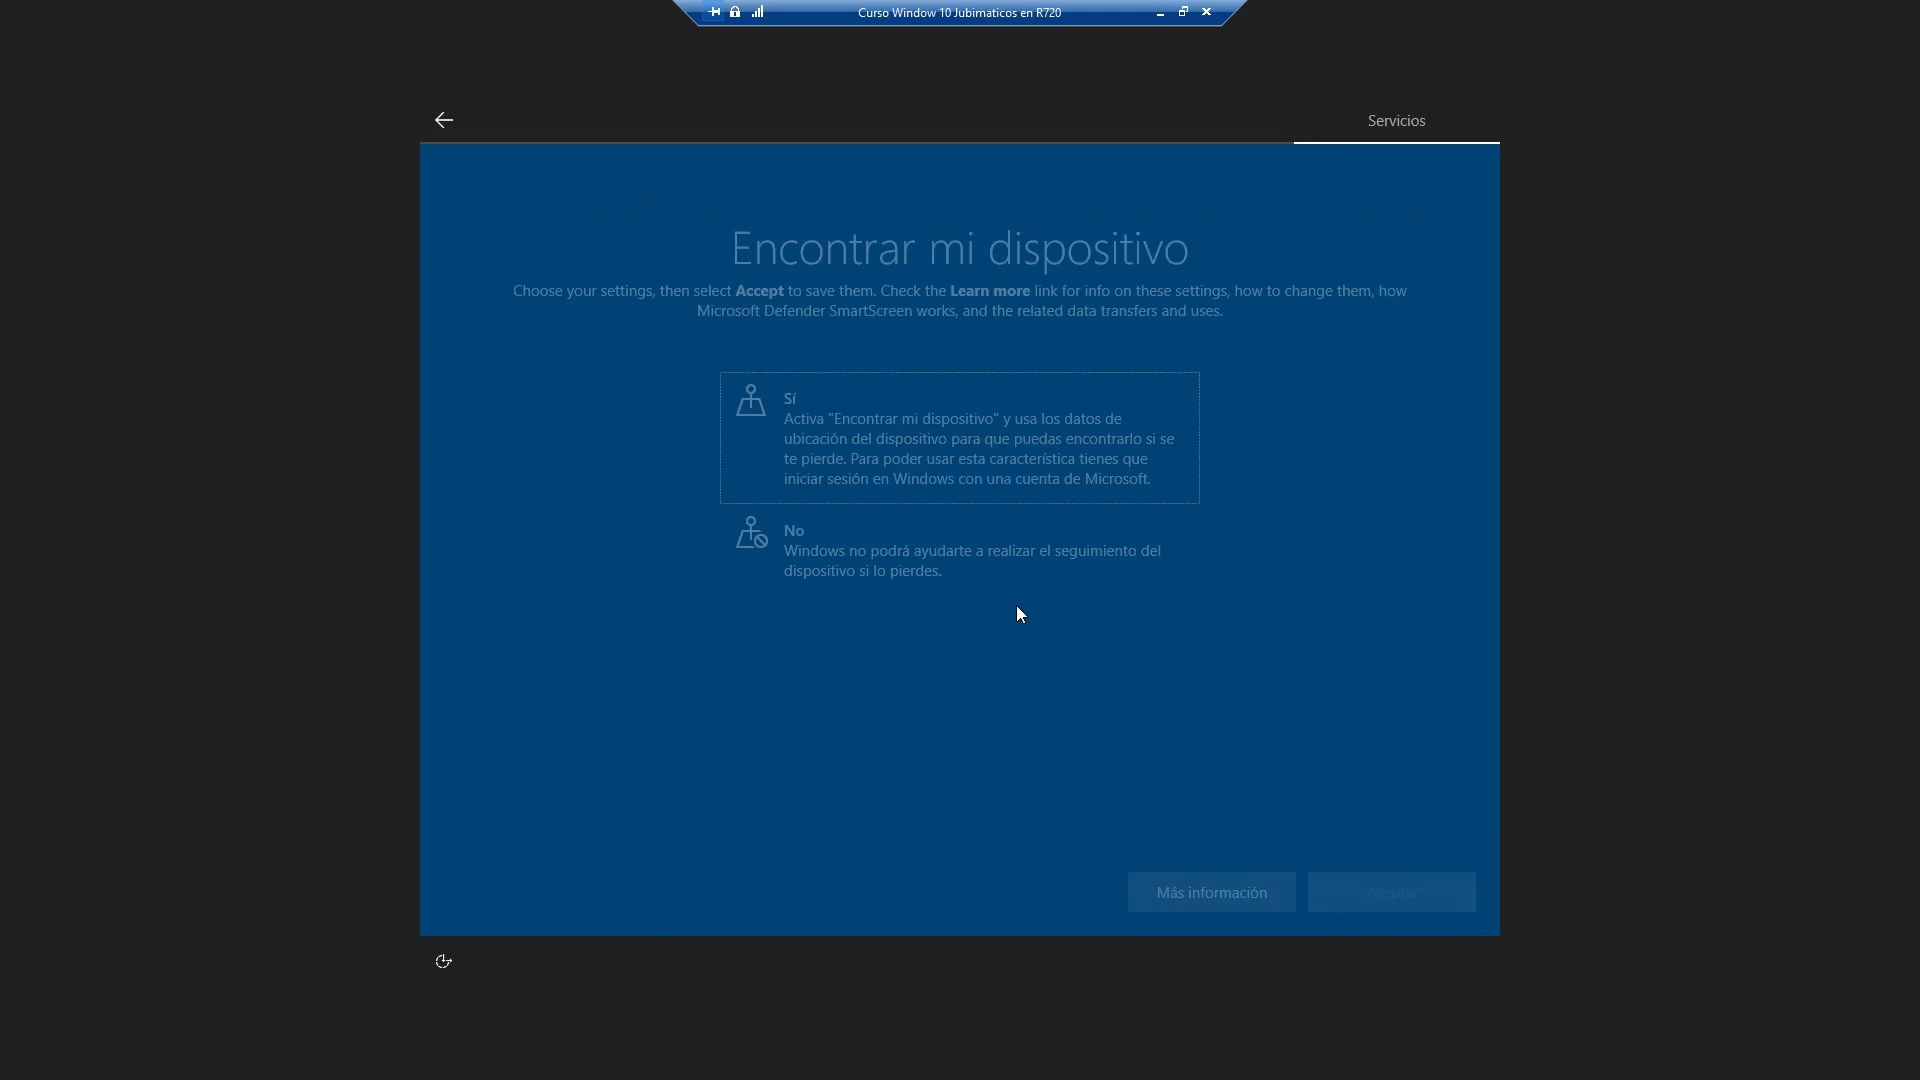 Curso Window 10 Jubimaticos en R720
Servicios
Encontrar mi dispositivo
Choose your settings, then select Accept to save them. Check the Learn more link for info on these settings, how to change them, how
Microsoft Defender SmartScreen works, and the related data transfers and uses.
Sí
Activa "Encontrar mi dispositivo" y usa los datos de
ubicación del dispositivo para que puedas encontrarlo si se
te pierde. Para poder usar esta característica tienes que
iniciar sesión en Windows con una cuenta de Microsoft.
No
Windows no podrá ayudarte a realizar el seguimiento del
dispositivo si lo pierdes.
Más información